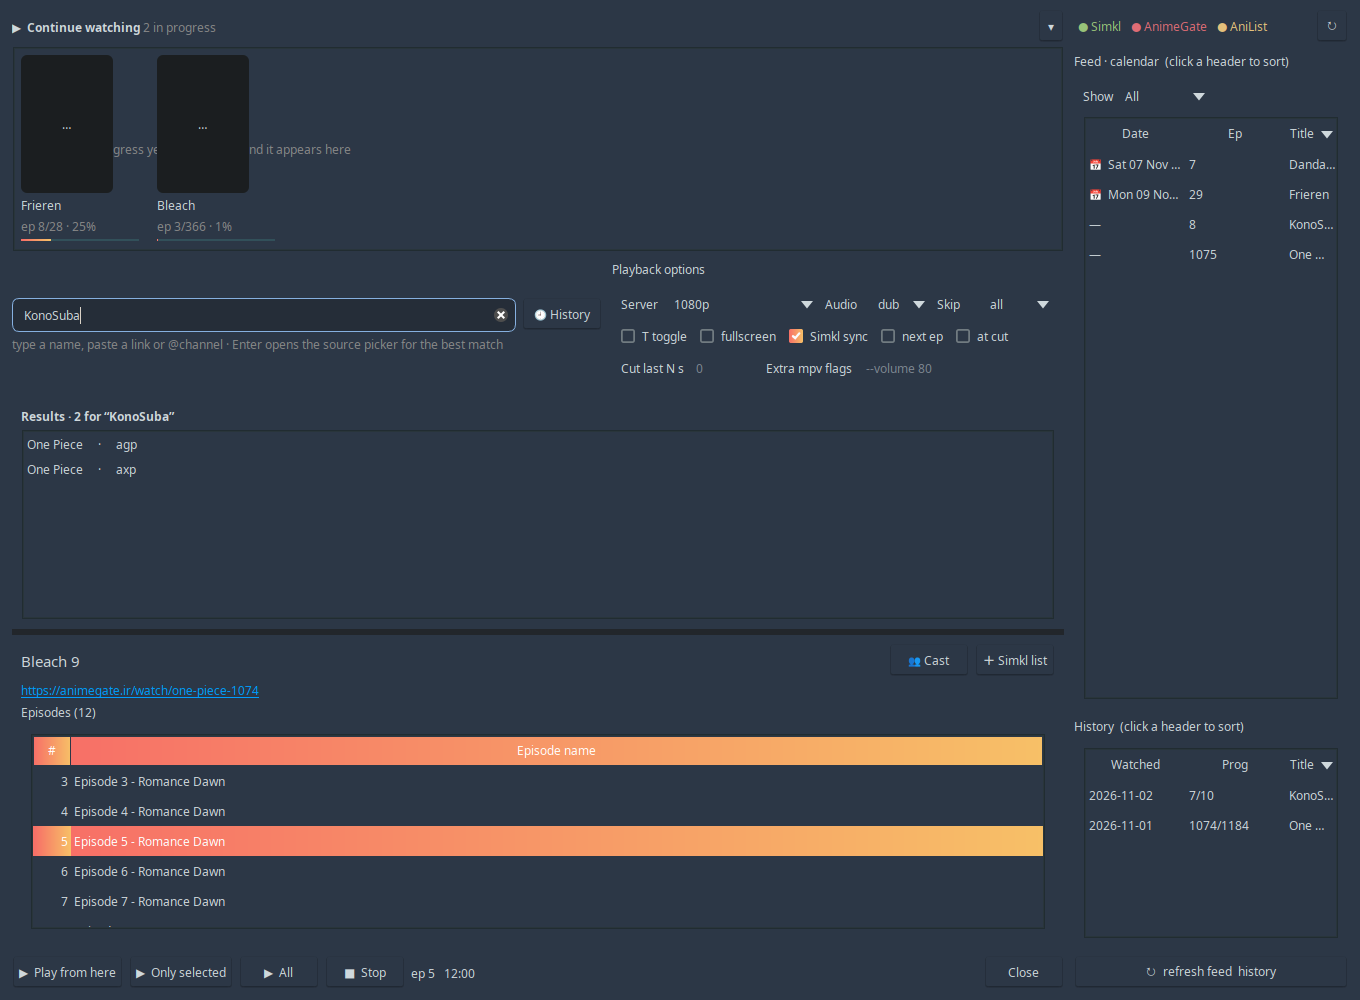 ▶ Continue watching 2 in progress
▼
... ...
gress ye nd it appears here
Frieren Bleach
ep 8/28 · 25% ep 3/366 · 1%
Playback options
KonoSuba
History
type a name, paste a link or @channel · Enter opens the source picker for the best match
Server 1080p Audio dub Skip all
T toggle fullscreen Simkl sync next ep at cut
Cut last N s 0 Extra mpv flags --volume 80
Results · 2 for “KonoSuba”
One Piece · agp
One Piece · axp
Bleach 9
Cast
+ Simkl list
https://animegate.ir/watch/one-piece-1074
Episodes (12)
# Episode name
3 Episode 3 - Romance Dawn
4 Episode 4 - Romance Dawn
5 Episode 5 - Romance Dawn
6 Episode 6 - Romance Dawn
7 Episode 7 - Romance Dawn
▶ Play from here ▶ Only selected ▶ All ■ Stop ep 5 12:00 Close
● Simkl ● AnimeGate ● AniList ↻
Feed · calendar (click a header to sort)
Show All
Date Ep Title
Sat 07 Nov ... 7 Danda...
Mon 09 No... 29 Frieren
— 8 KonoS...
— 1075 One ...
History (click a header to sort)
Watched Prog Title
2026-11-02 7/10 KonoS...
2026-11-01 1074/1184 One ...
↻ refresh feed history